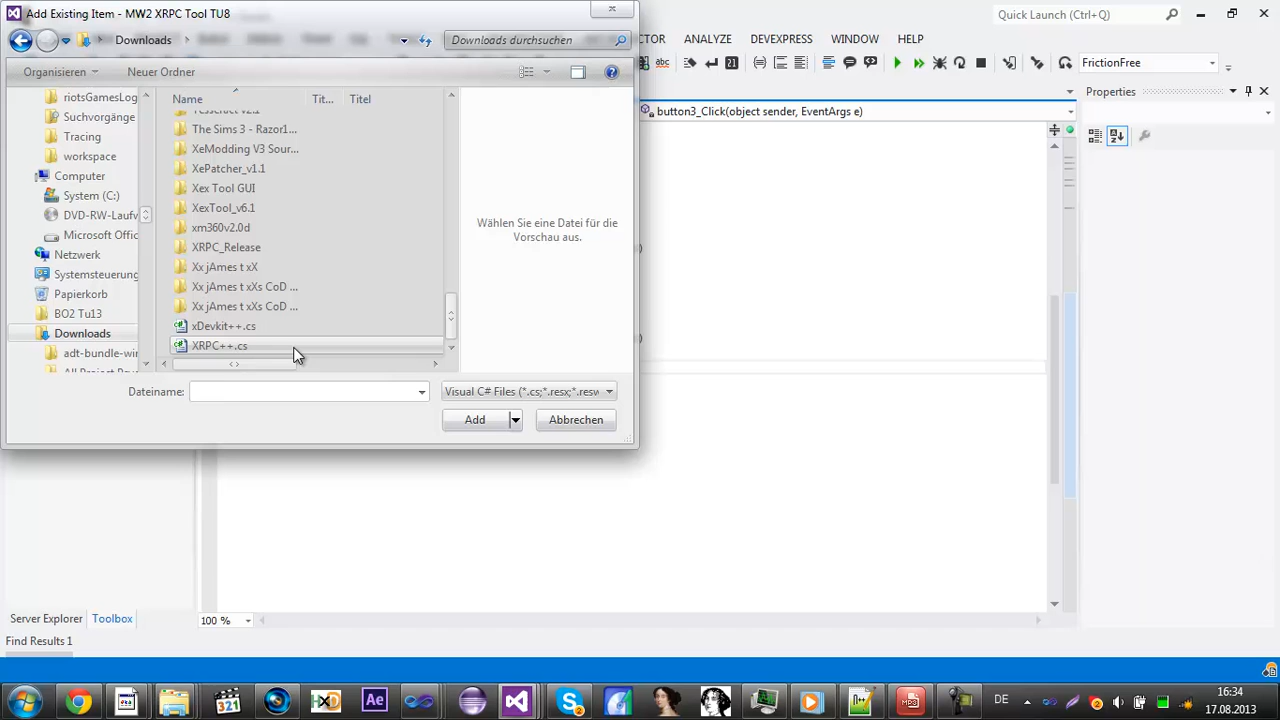 Add Existing Item - MW2 XRPC Tool TU8
Quick Launch (Ctrl+Q)
Downloads
Downloads durchsuchen
ANALYZE DEVEXPRESS WINDOW HELP
Organisieren
Neuer Ordner
FrictionFree
riotsGamesLog
Suchvorgänge
Tracing
workspace
Computer
System (C:)
DVD-RW-Laufw
Microsoft Offic
Netzwerk
Systemsteuerung
Papierkorb
BO2 Tu13
Downloads
adt-bundle-win
Name Tit... Titel
The Sims 3 - Razor1...
XeModding V3 Sour...
XePatcher_v1.1
Xex Tool GUI
XexTool_v6.1
xm360v2.0d
XRPC_Release
Xx jAmes t xX
Xx jAmes t xXs CoD ...
Xx jAmes t xXs CoD ...
xDevkit++.cs
XRPC++.cs
Wählen Sie eine Datei für die
Vorschau aus.
button3_Click(object sender, EventArgs e)
Properties
Dateiname:
Visual C# Files (*.cs;*.resx;*.resw
Add
Abbrechen
Server Explorer Toolbox
100 %
Find Results 1
DE
16:34
17.08.2013